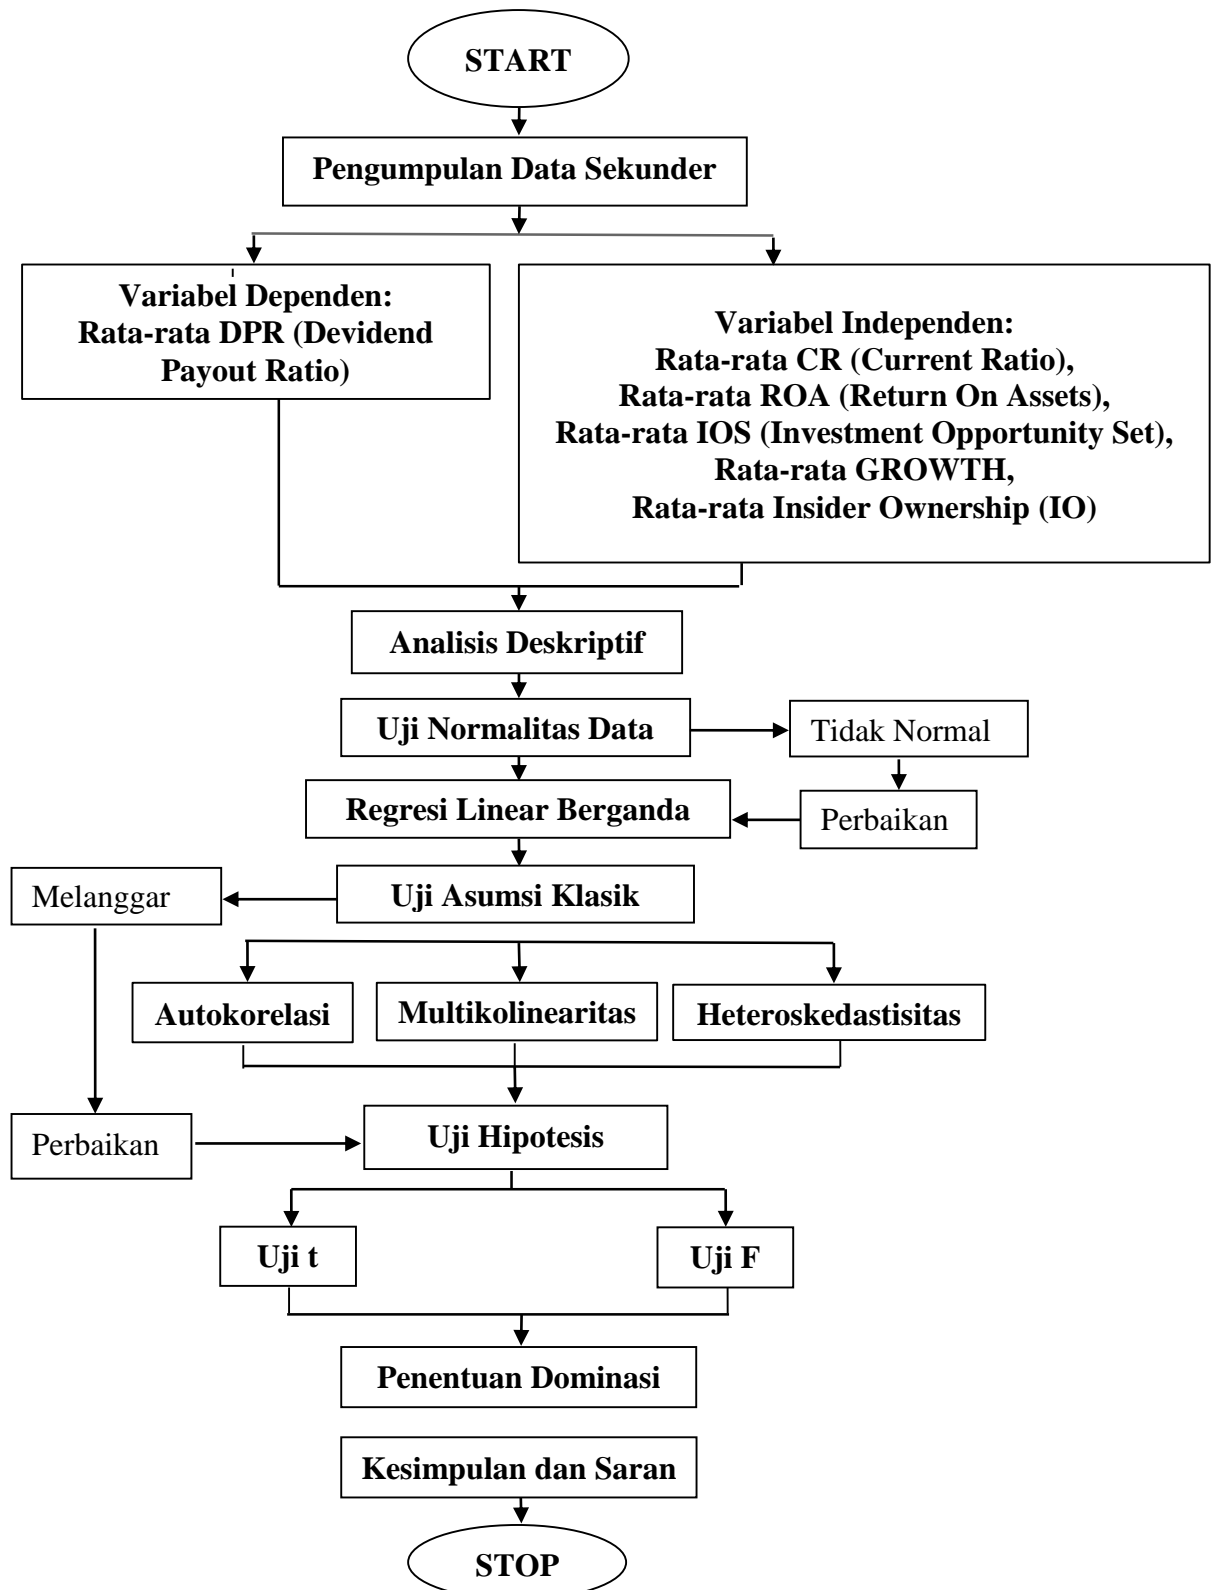 START
Pengumpulan Data Sekunder
Variabel Dependen:
Rata-rata DPR (Devidend
Payout Ratio)
Variabel Independen:
Rata-rata CR (Current Ratio),
Rata-rata ROA (Return On Assets),
Rata-rata IOS (Investment Opportunity Set),
Rata-rata GROWTH,
Rata-rata Insider Ownership (IO)
Analisis Deskriptif
Uji Normalitas Data
Tidak Normal
Regresi Linear Berganda
Perbaikan
Melanggar
Uji Asumsi Klasik
Autokorelasi
Multikolinearitas
Heteroskedastisitas
Perbaikan
Uji Hipotesis
Uji t
Uji F
Penentuan Dominasi
Kesimpulan dan Saran
STOP